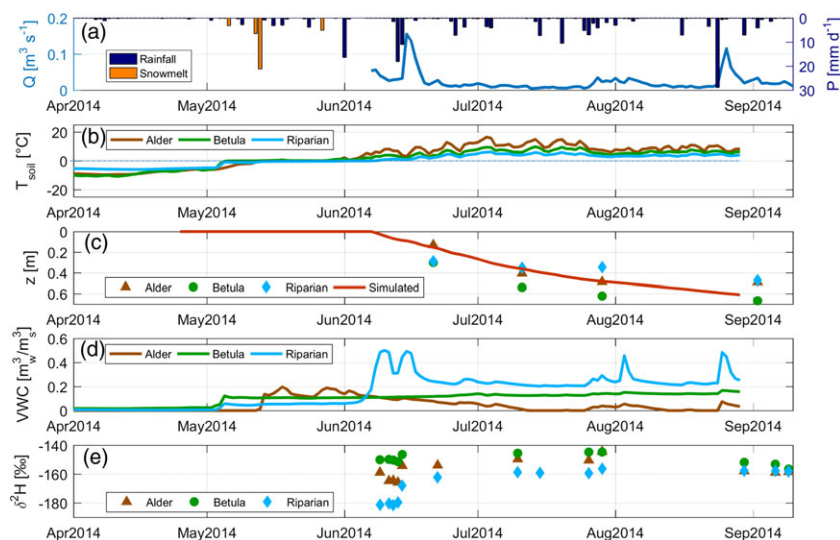 (a)
Q [m³ s⁻¹]
0.2
0.1
0
Rainfall
Snowmelt
0
10
20
30
P [mm d⁻¹]
Apr2014 May2014 Jun2014 Jul2014 Aug2014 Sep2014
(b)
T_soil [°C]
20
0
-20
Alder Betula Riparian
Apr2014 May2014 Jun2014 Jul2014 Aug2014 Sep2014
(c)
z [m]
0
0.2
0.4
0.6
Alder Betula Riparian Simulated
Apr2014 May2014 Jun2014 Jul2014 Aug2014 Sep2014
(d)
VWC [m³_w/m³_s]
0.6
0.4
0.2
0
Alder Betula Riparian
Apr2014 May2014 Jun2014 Jul2014 Aug2014 Sep2014
(e)
δ²H [‰]
-140
-160
-180
Alder Betula Riparian
Apr2014 May2014 Jun2014 Jul2014 Aug2014 Sep2014